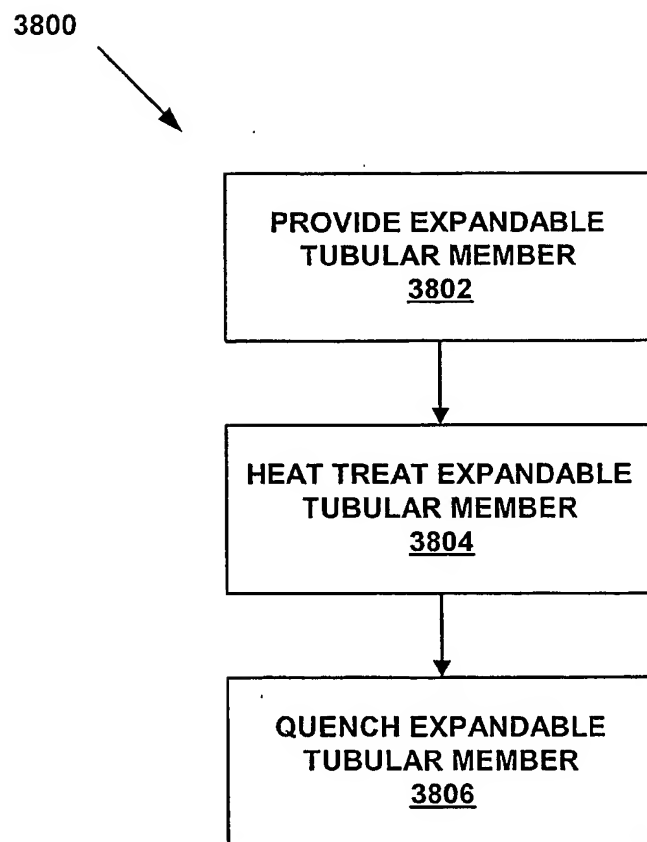 3800
PROVIDE EXPANDABLE
TUBULAR MEMBER
3802
HEAT TREAT EXPANDABLE
TUBULAR MEMBER
3804
QUENCH EXPANDABLE
TUBULAR MEMBER
3806